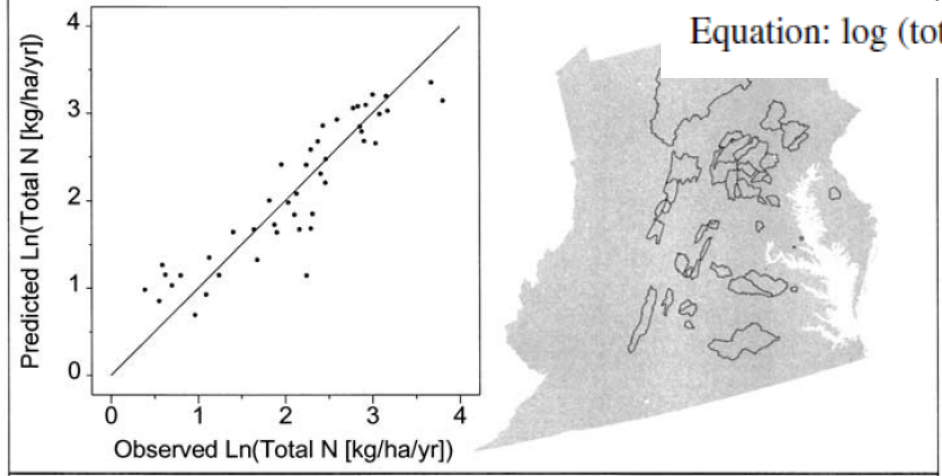 Equation: log (tot
Predicted Ln(Total N [kg/ha/yr])
4
3
2
1
0
0 1 2 3 4
Observed Ln(Total N [kg/ha/yr])